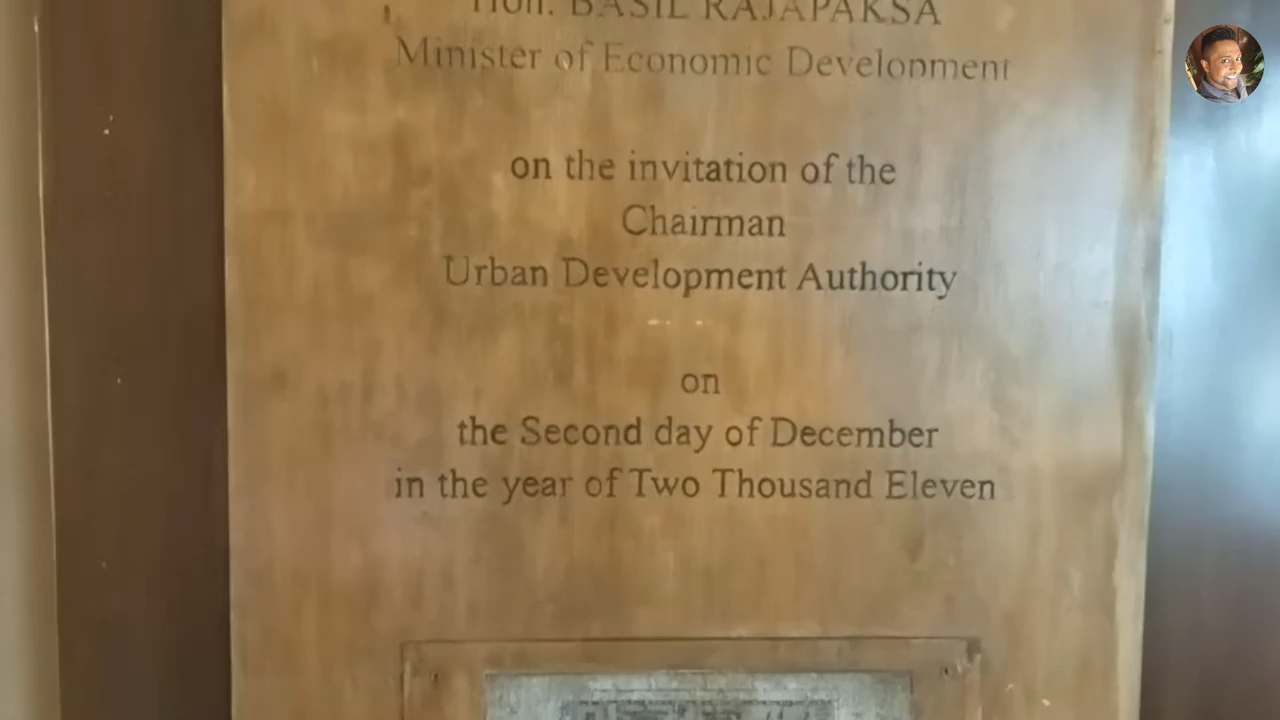 Hon. BASIL RAJAPAKSA
Minister of Economic Development
on the invitation of the
Chairman
Urban Development Authority
on
the Second day of December
in the year of Two Thousand Eleven